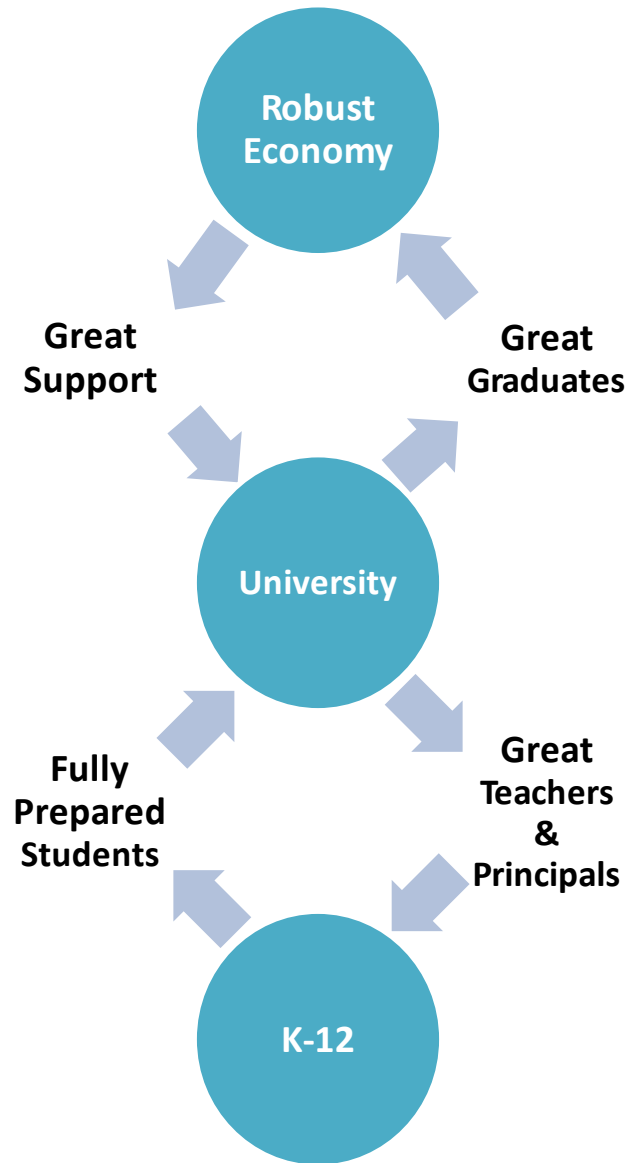 Robust
Economy
Great
Support
Great
Graduates
University
Fully
Prepared
Students
Great
Teachers
&
Principals
K-12